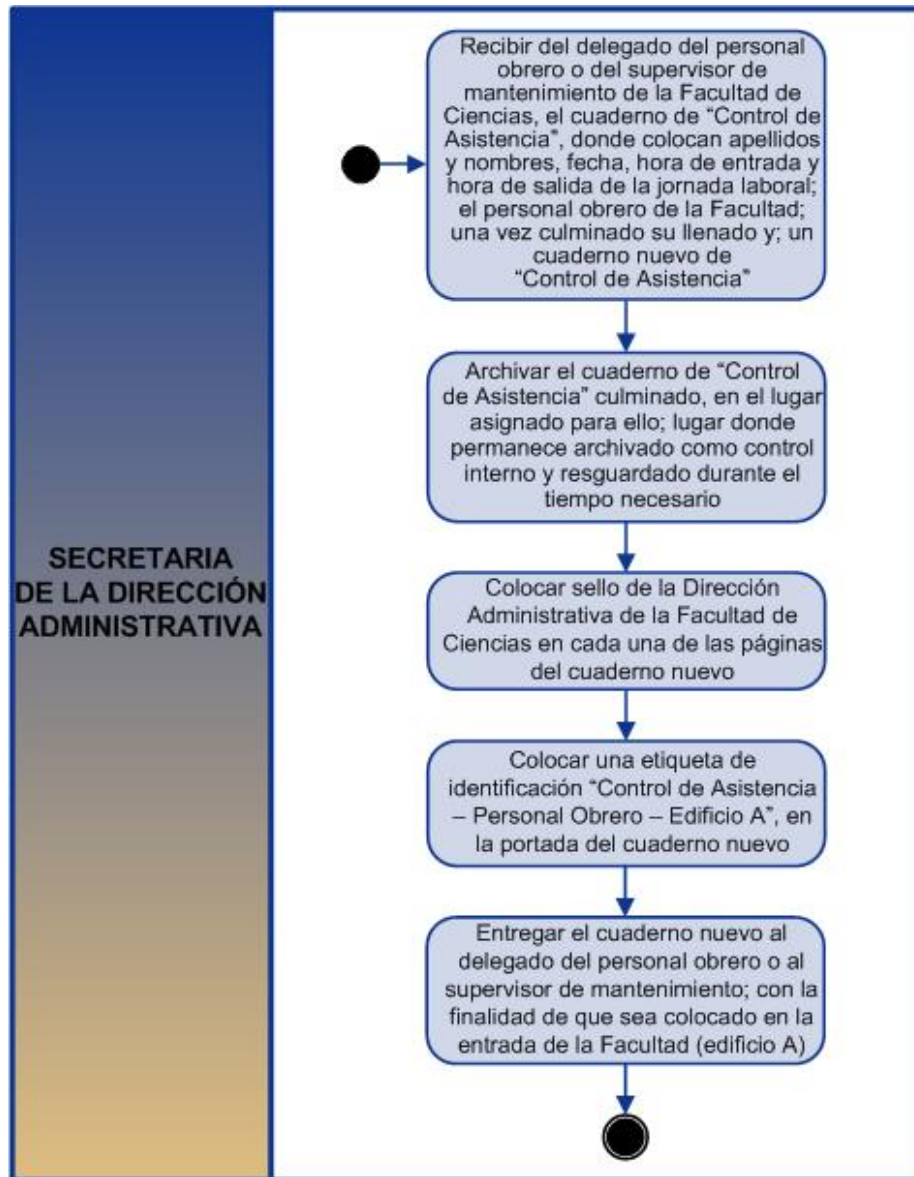 SECRETARIA
DE LA DIRECCIÓN
ADMINISTRATIVA
Recibir del delegado del personal
obrero o del supervisor de
mantenimiento de la Facultad de
Ciencias, el cuaderno de “Control de
Asistencia”, donde colocan apellidos
y nombres, fecha, hora de entrada y
hora de salida de la jornada laboral;
el personal obrero de la Facultad;
una vez culminado su llenado y; un
cuaderno nuevo de
“Control de Asistencia”
Archivar el cuaderno de “Control
de Asistencia” culminado, en el lugar
asignado para ello; lugar donde
permanece archivado como control
interno y resguardado durante el
tiempo necesario
Colocar sello de la Dirección
Administrativa de la Facultad de
Ciencias en cada una de las páginas
del cuaderno nuevo
Colocar una etiqueta de
identificación “Control de Asistencia
– Personal Obrero – Edificio A”, en
la portada del cuaderno nuevo
Entregar el cuaderno nuevo al
delegado del personal obrero o al
supervisor de mantenimiento; con la
finalidad de que sea colocado en la
entrada de la Facultad (edificio A)